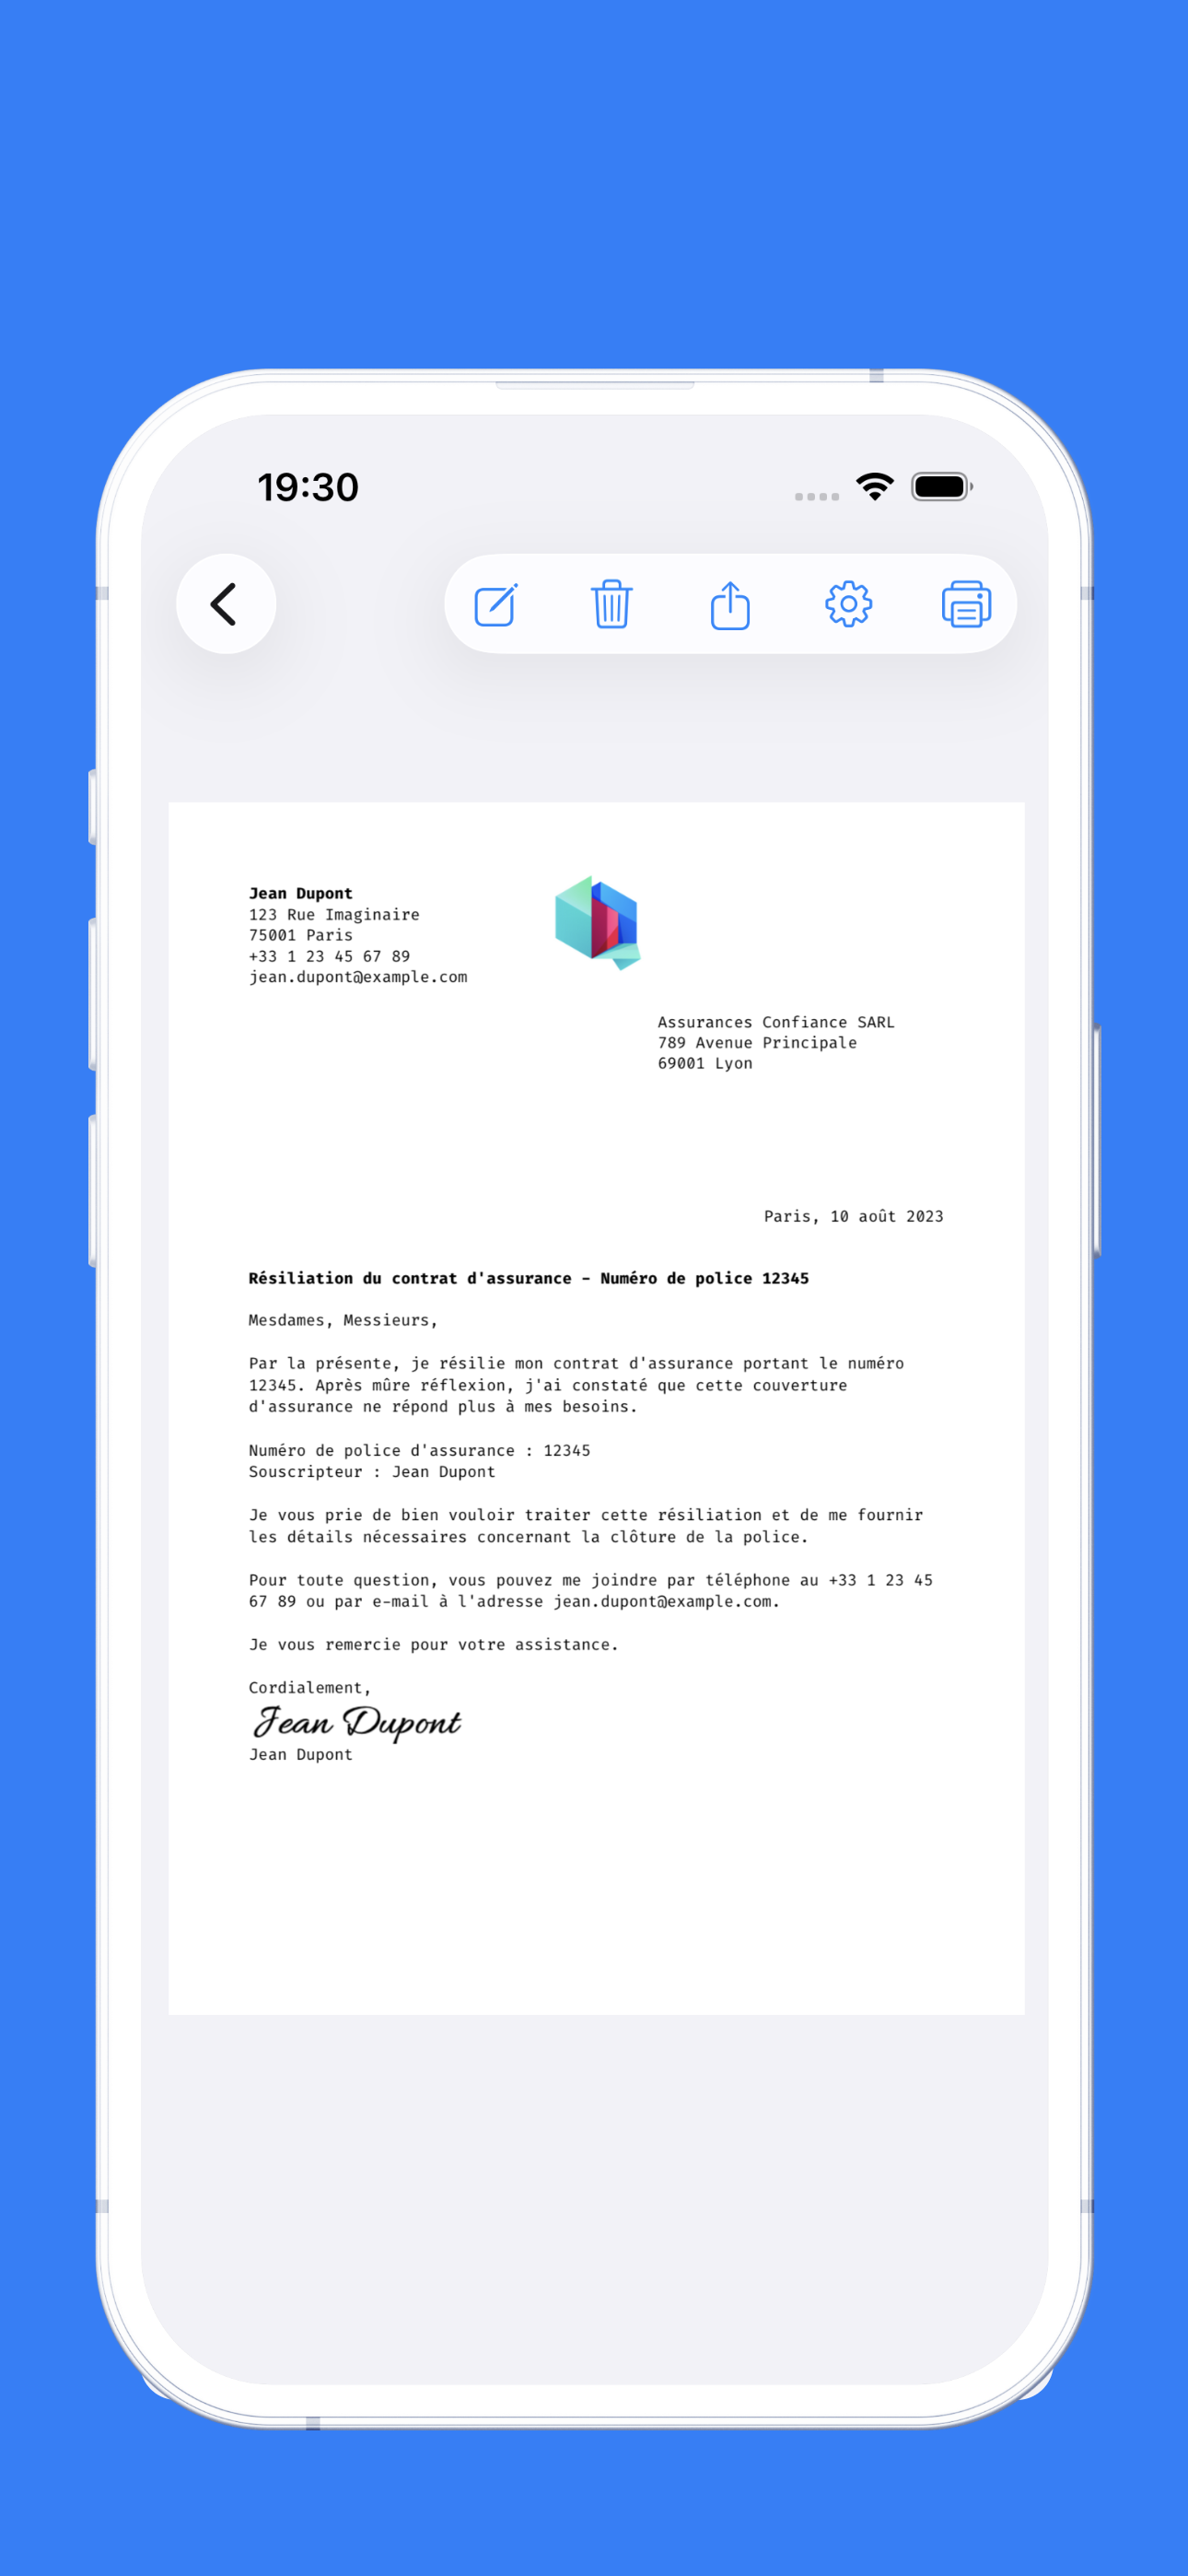 19:30
Jean Dupont
123 Rue Imaginaire
75001 Paris
+33 1 23 45 67 89
jean.dupont@example.com
Assurances Confiance SARL
789 Avenue Principale
69001 Lyon
Paris, 10 août 2023
Résiliation du contrat d'assurance - Numéro de police 12345
Mesdames, Messieurs,
Par la présente, je résilie mon contrat d'assurance portant le numéro
12345. Après mûre réflexion, j'ai constaté que cette couverture
d'assurance ne répond plus à mes besoins.
Numéro de police d'assurance : 12345
Souscripteur : Jean Dupont
Je vous prie de bien vouloir traiter cette résiliation et de me fournir
les détails nécessaires concernant la clôture de la police.
Pour toute question, vous pouvez me joindre par téléphone au +33 1 23 45
67 89 ou par e-mail à l'adresse jean.dupont@example.com.
Je vous remercie pour votre assistance.
Cordialement,
Jean Dupont
Jean Dupont